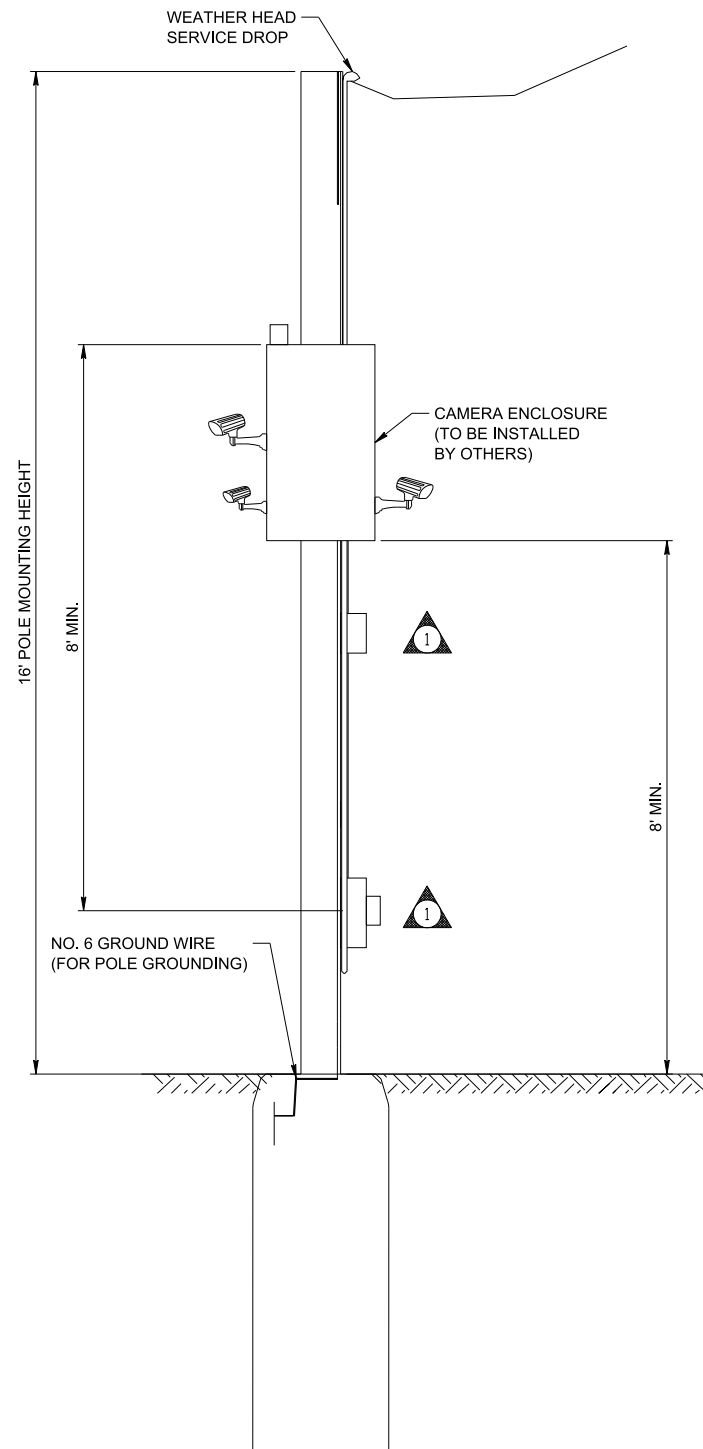 WEATHER HEAD
SERVICE DROP
CAMERA ENCLOSURE
(TO BE INSTALLED
BY OTHERS)
16' POLE MOUNTING HEIGHT
8' MIN.
1
8' MIN.
1
NO. 6 GROUND WIRE
(FOR POLE GROUNDING)